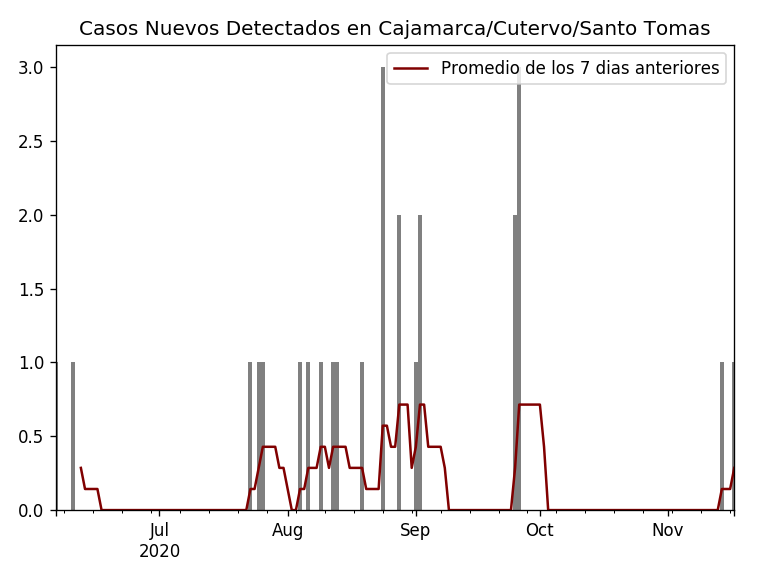 Casos Nuevos Detectados en Cajamarca/Cutervo/Santo Tomas
Promedio de los 7 dias anteriores
3.0
2.5
2.0
1.5
1.0
0.5
0.0
Jul Aug Sep Oct Nov
2020